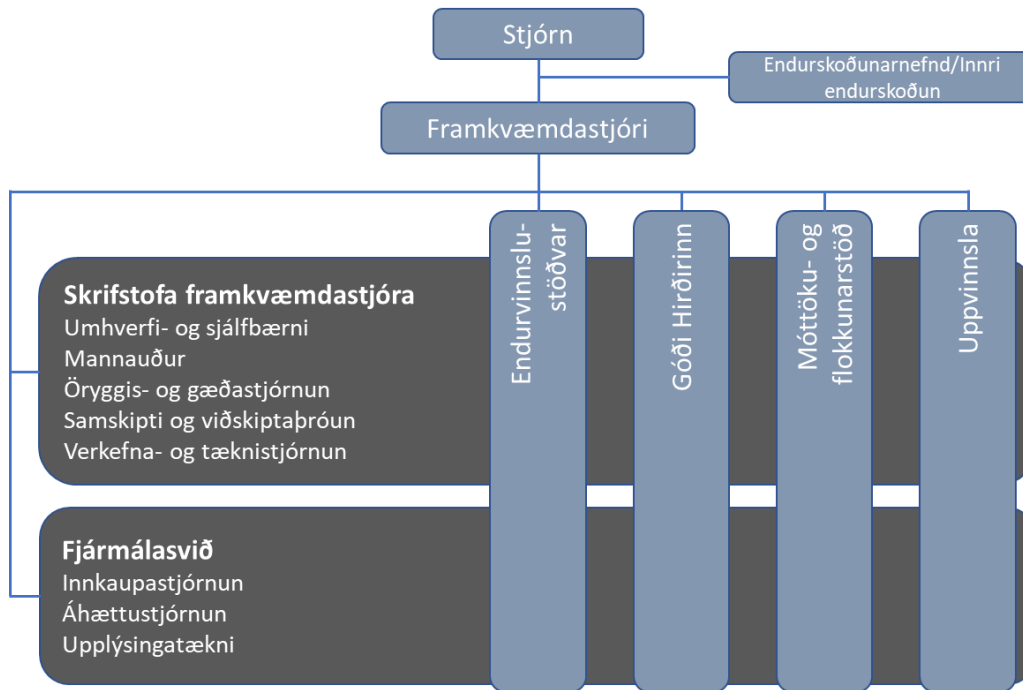 Stjórn
Endurskoðunarnefnd/Innri
endurskoðun
Framkvæmdastjóri
Endurvinnslu-
stöðvar
Góði Hirðirinn
Móttöku- og
flokkunarstöð
Uppvinnsla
Skrifstofa framkvæmdastjóra
Umhverfi- og sjálfbærni
Mannauður
Öryggis- og gæðastjórnun
Samskipti og viðskiptaþróun
Verkefna- og tæknistjórnun
Fjármálasvið
Innkaupastjórnun
Áhættustjórnun
Upplýsingatækni